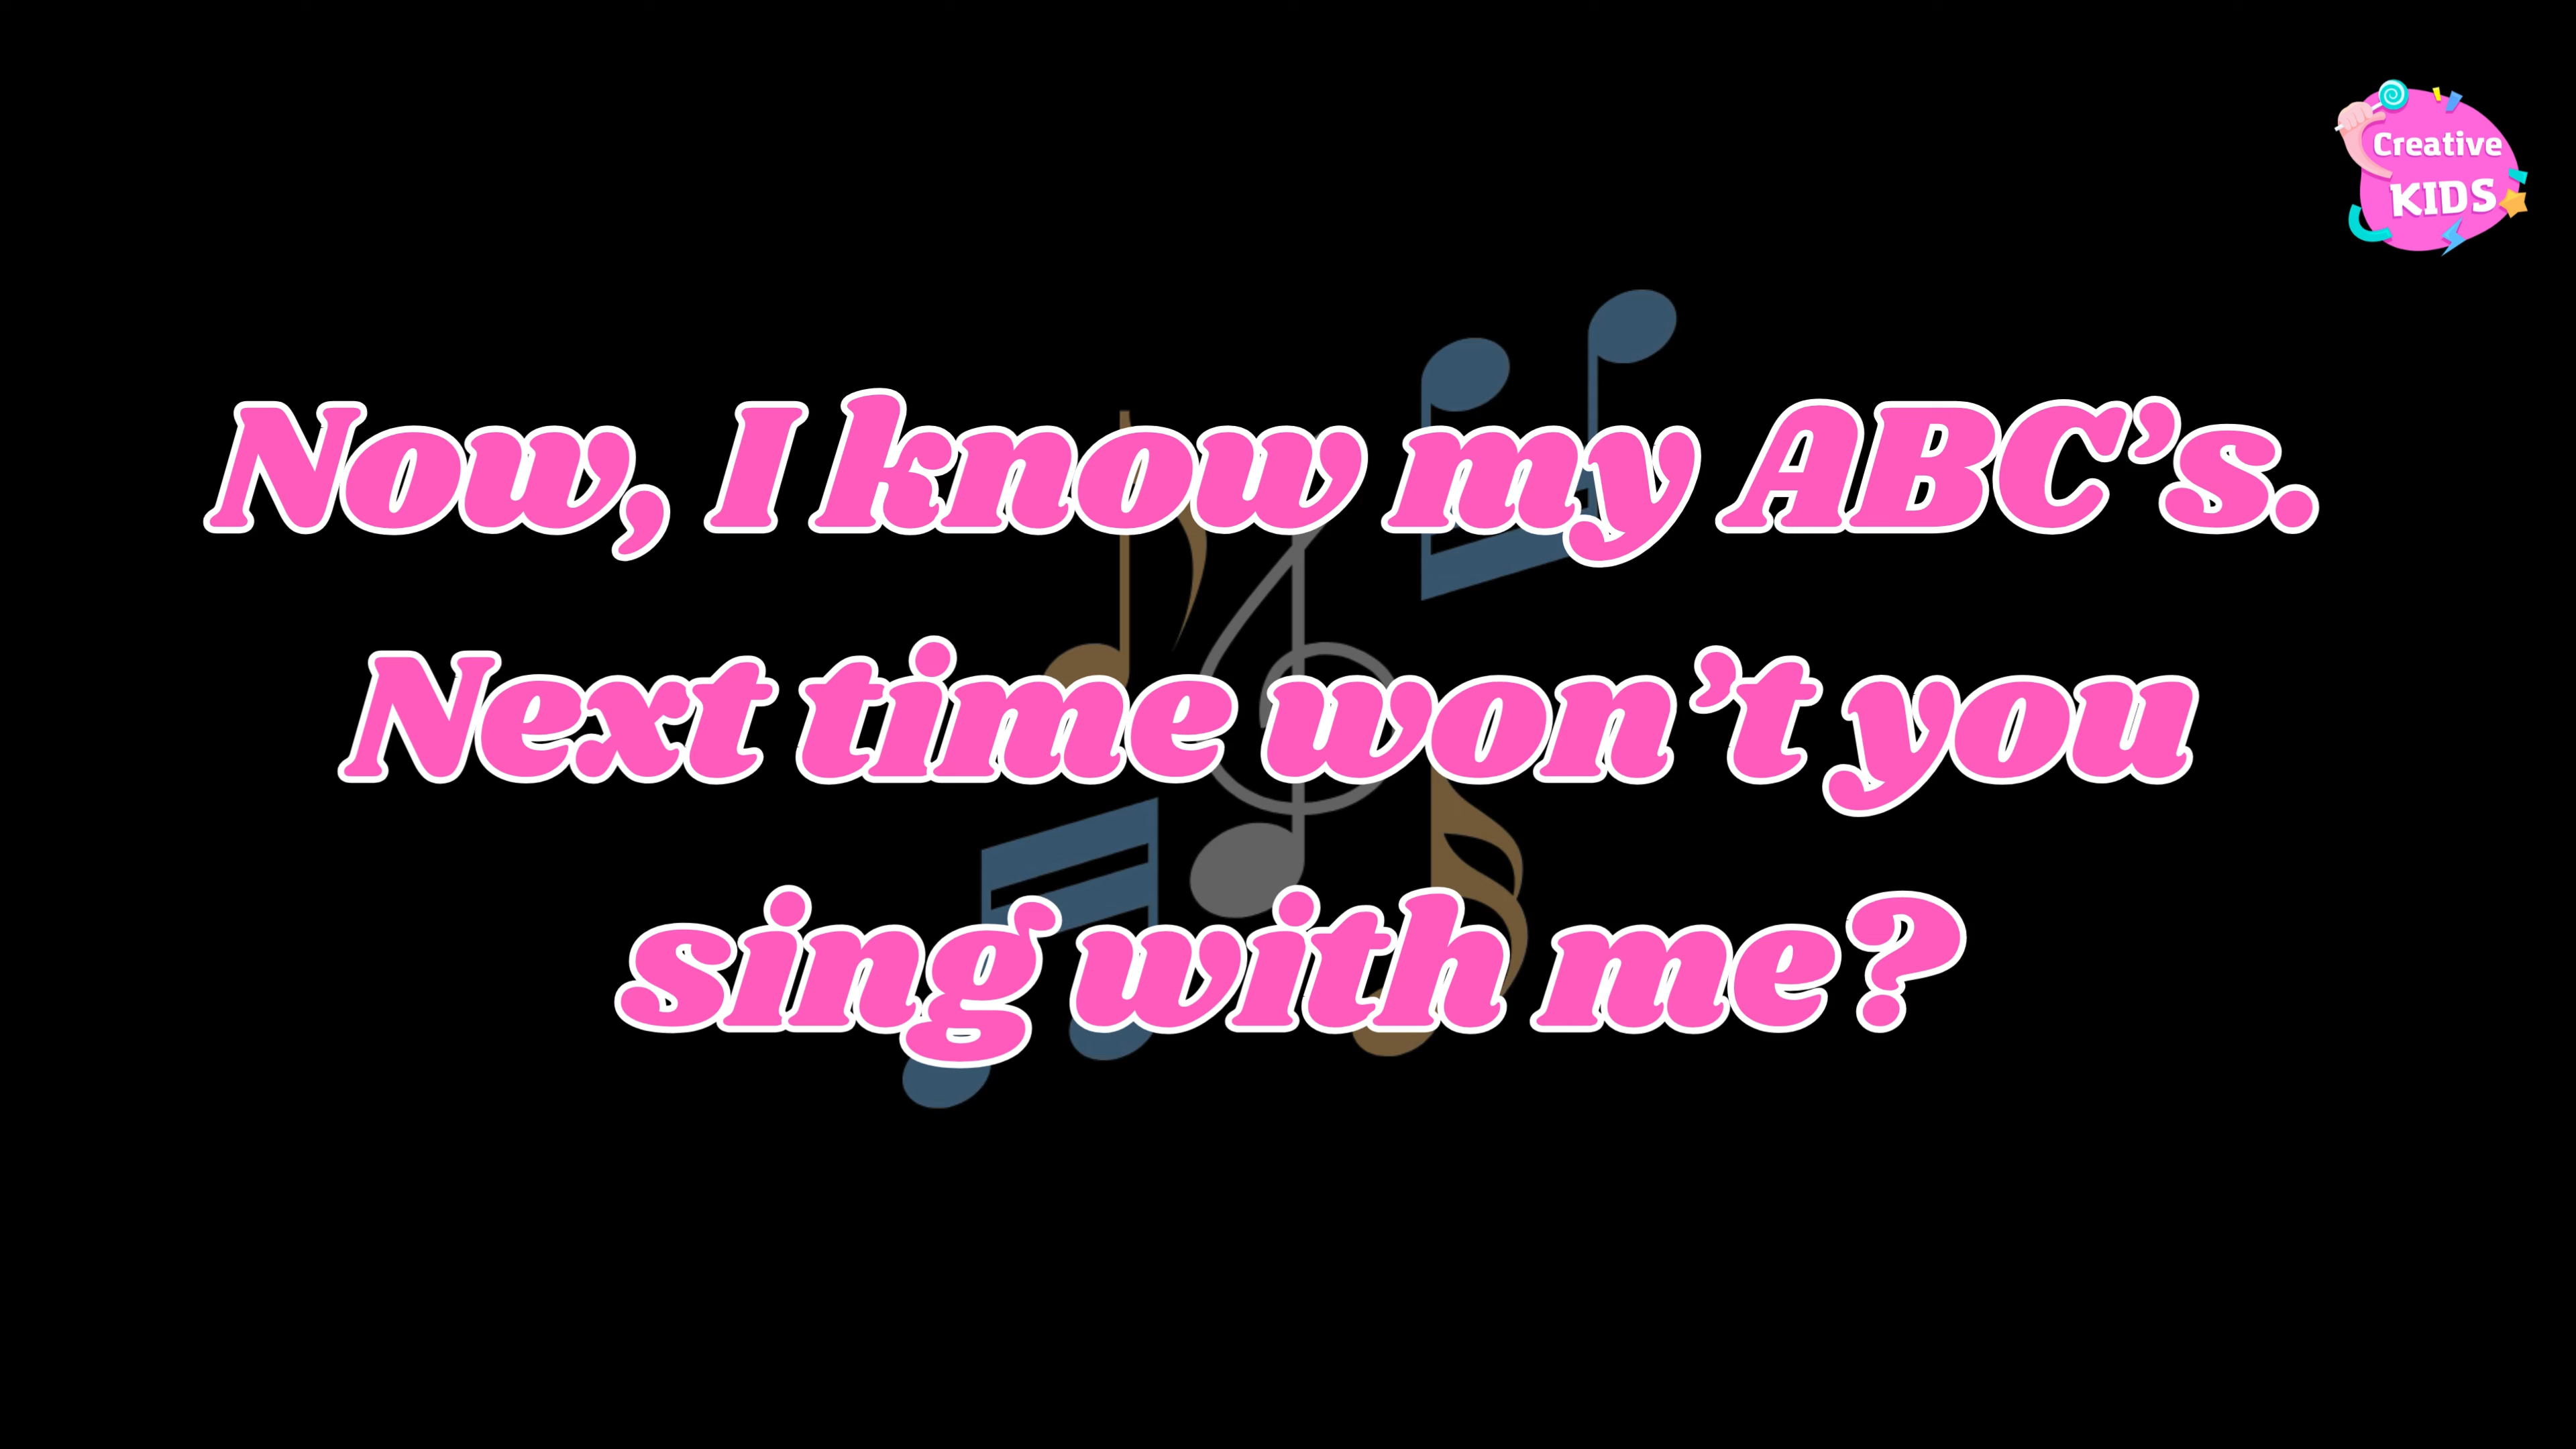 Creative
KIDS
Now, I know my ABC’s.
Next time won’t you
sing with me?